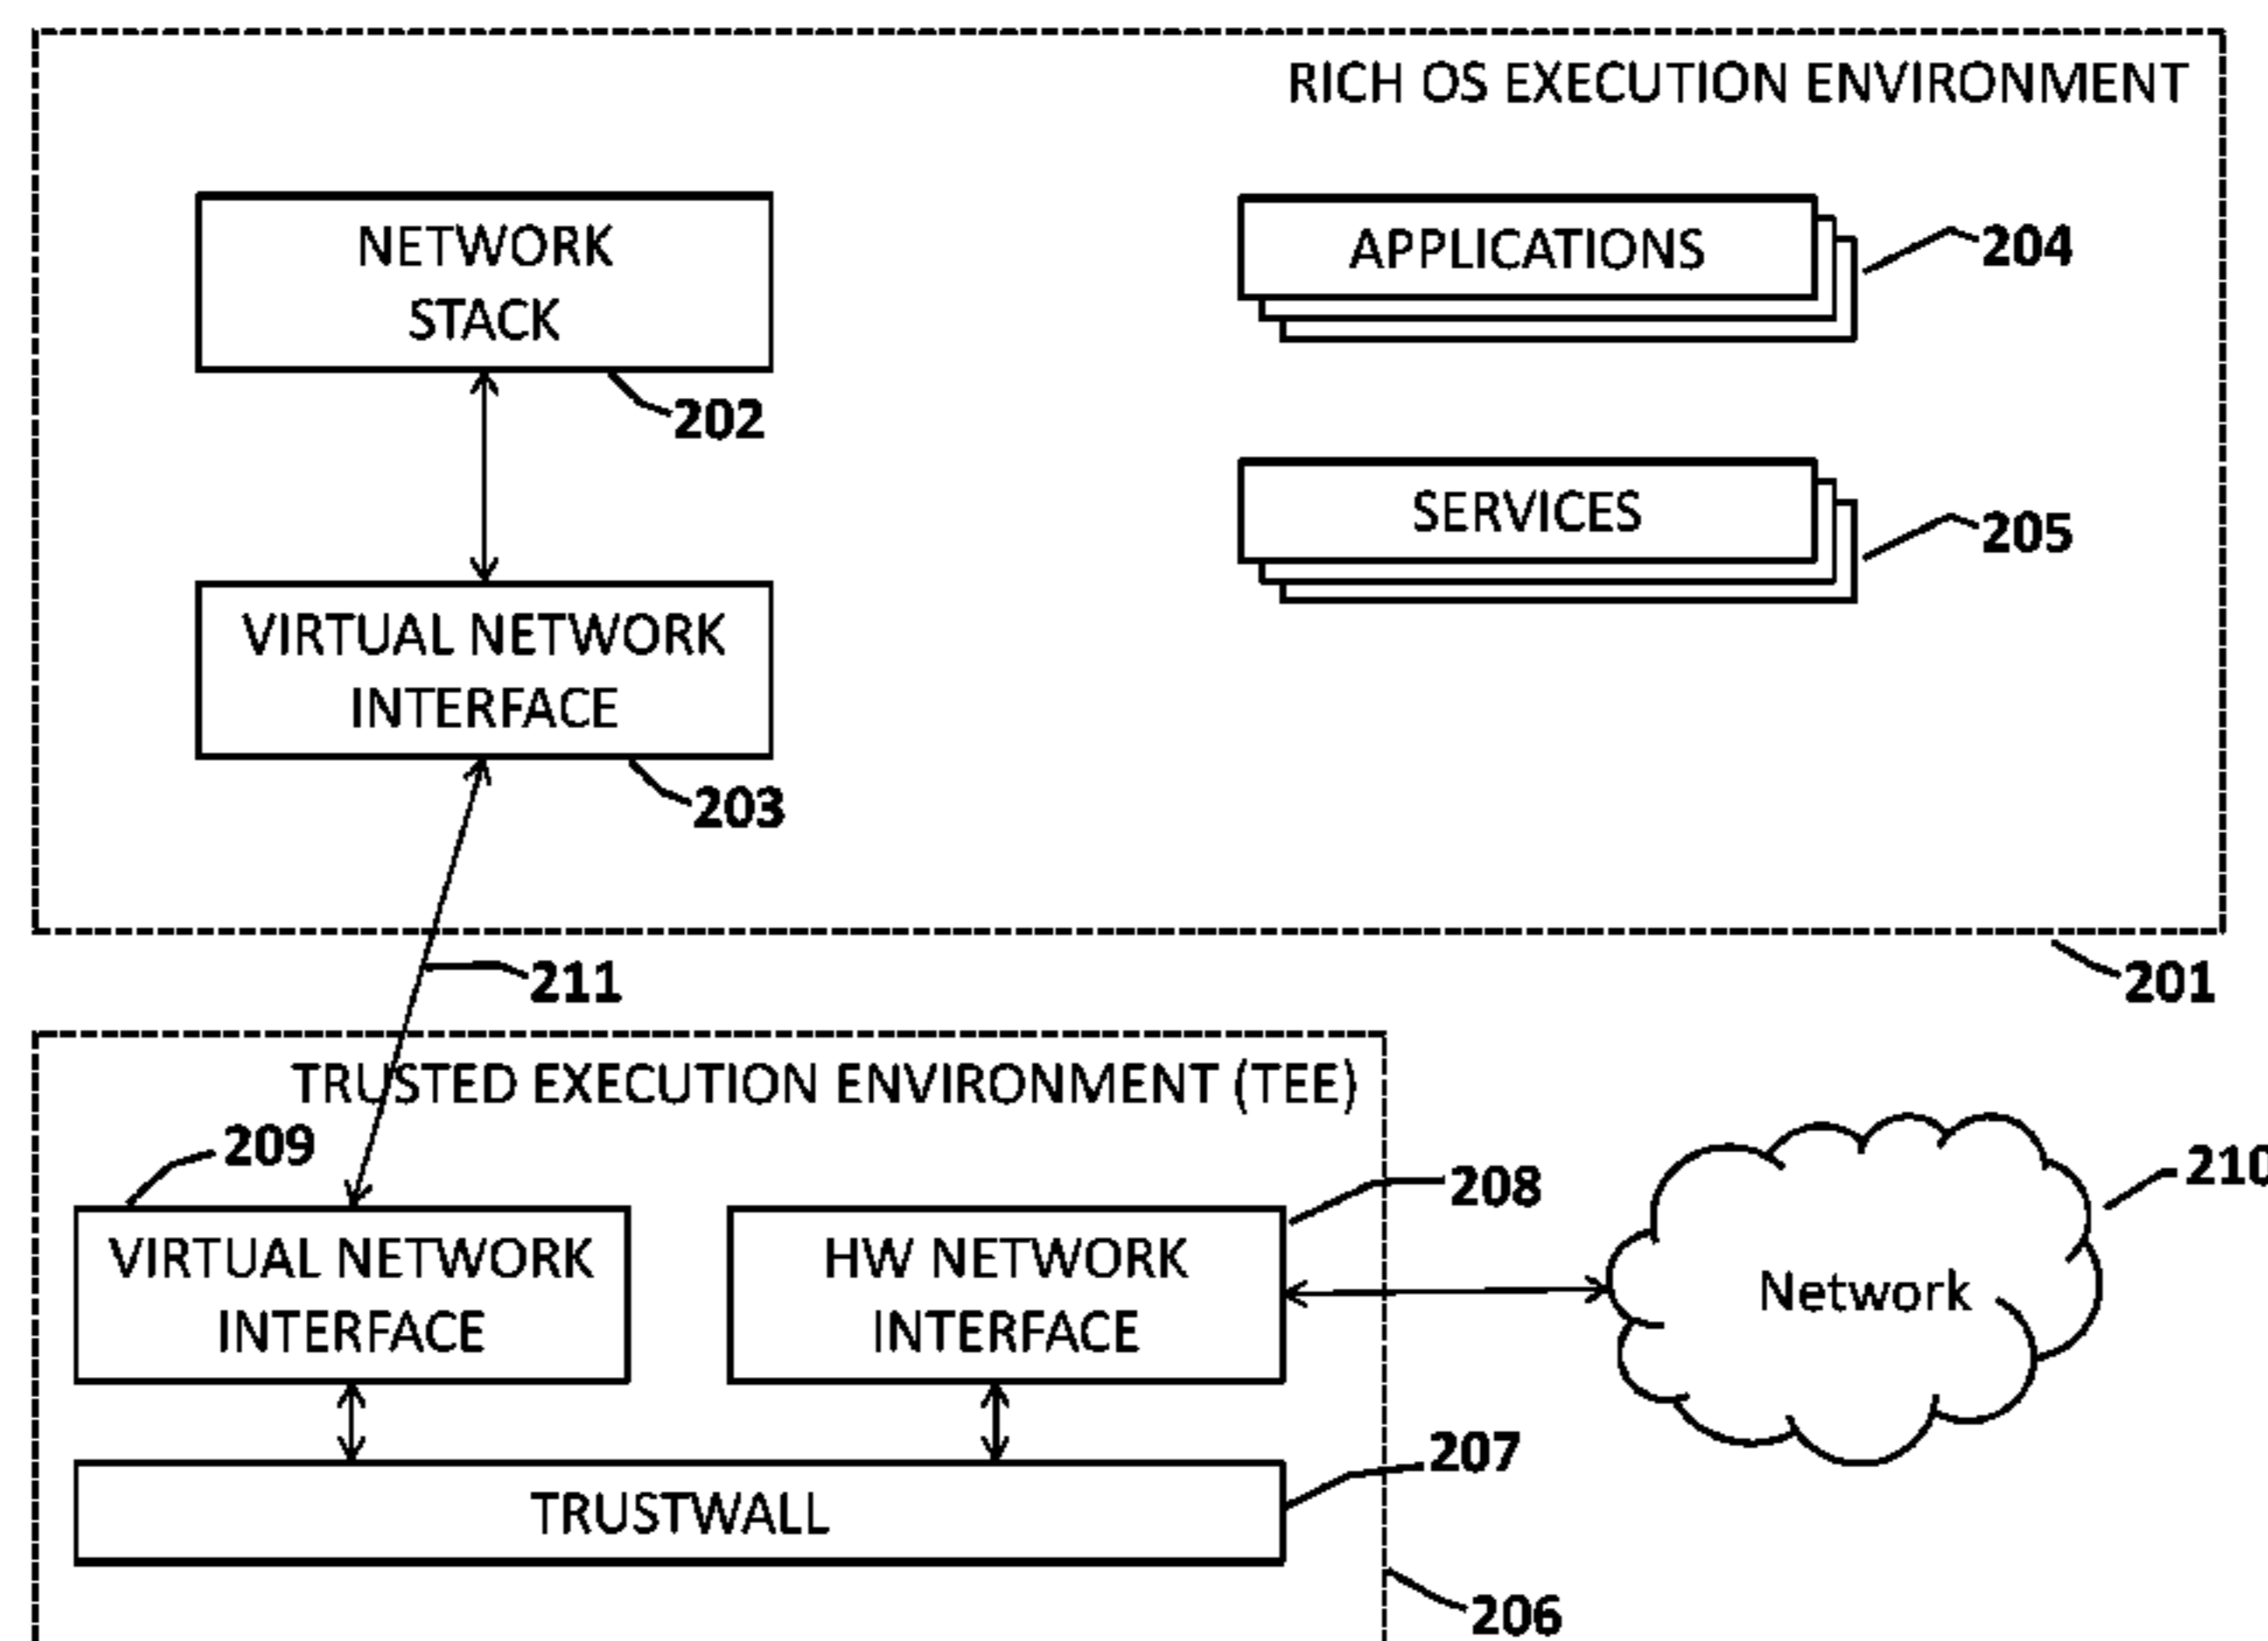 RICH OS EXECUTION ENVIRONMENT
NETWORK
STACK
202
APPLICATIONS
204
SERVICES
205
VIRTUAL NETWORK
INTERFACE
203
211
201
TRUSTED EXECUTION ENVIRONMENT (TEE)
209
VIRTUAL NETWORK
INTERFACE
HW NETWORK
INTERFACE
208
Network
210
TRUSTWALL
207
206